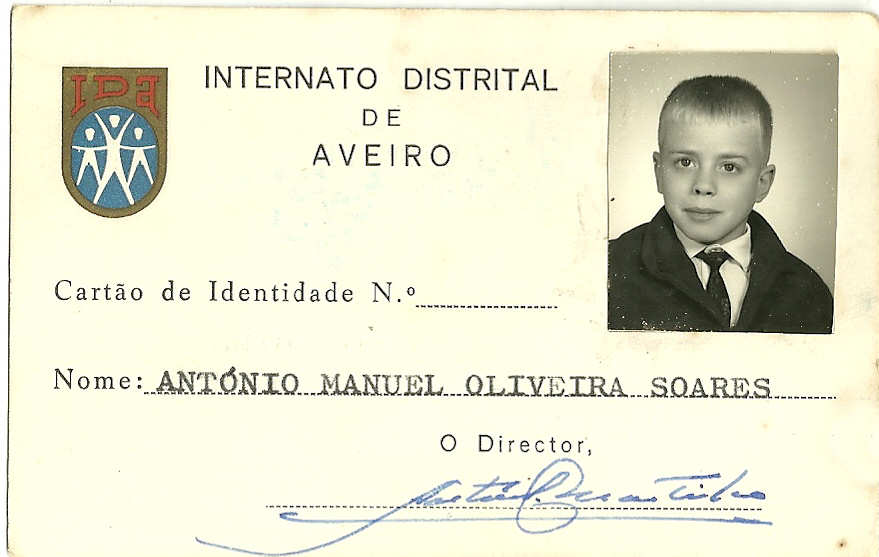 IDA
INTERNATO DISTRITAL
DE
AVEIRO
Cartão de Identidade N.º
Nome: ANTÓNIO MANUEL OLIVEIRA SOARES
O Director,